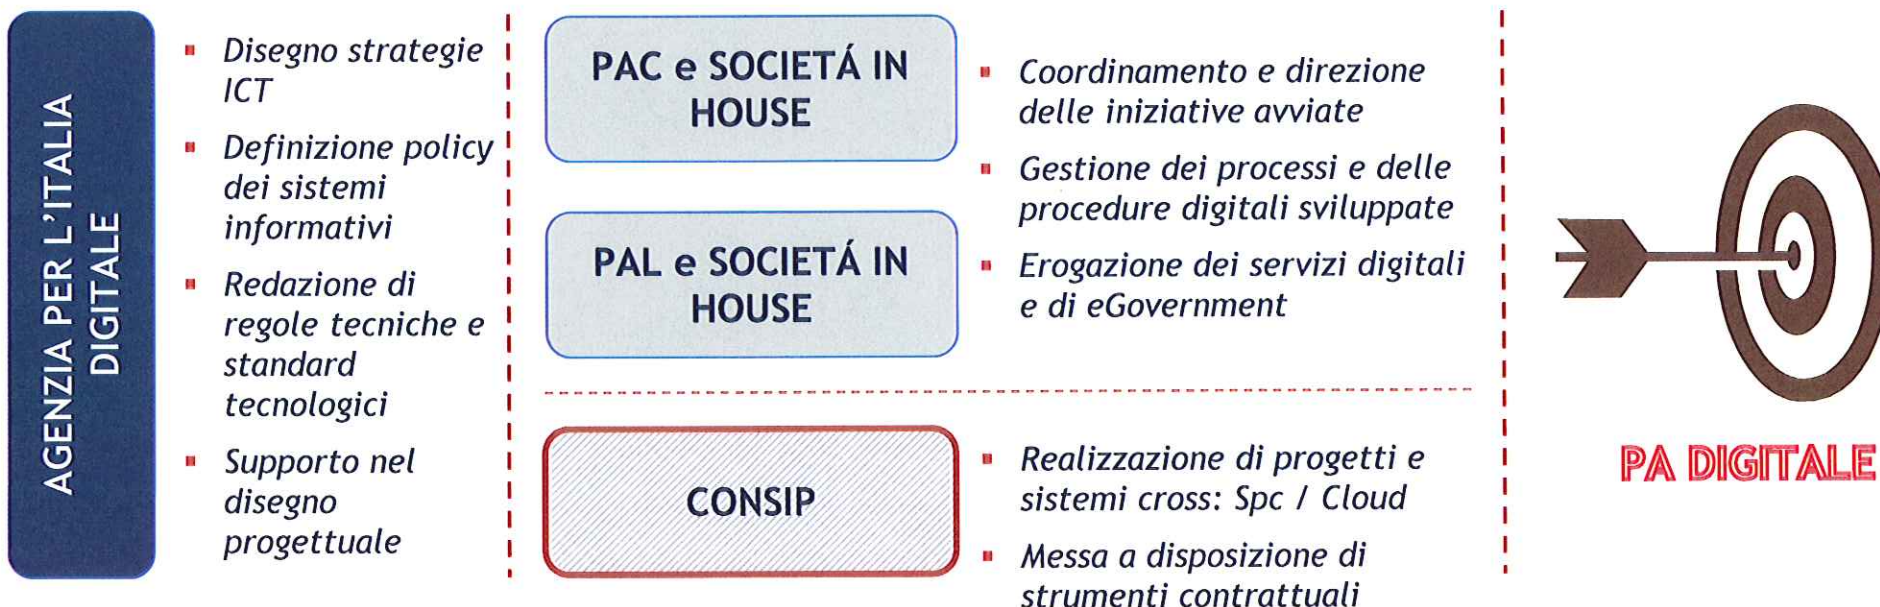 AGENZIA PER L'ITALIA
DIGITALE
▪ Disegno strategie
ICT
▪ Definizione policy
dei sistemi
informativi
▪ Redazione di
regole tecniche e
standard
tecnologici
▪ Supporto nel
disegno
progettuale
PAC e SOCIETÁ IN
HOUSE
PAL e SOCIETÁ IN
HOUSE
▪ Coordinamento e direzione
delle iniziative avviate
▪ Gestione dei processi e delle
procedure digitali sviluppate
▪ Erogazione dei servizi digitali
e di eGovernment
CONSIP
▪ Realizzazione di progetti e
sistemi cross: Spc / Cloud
▪ Messa a disposizione di
strumenti contrattuali
PA DIGITALE